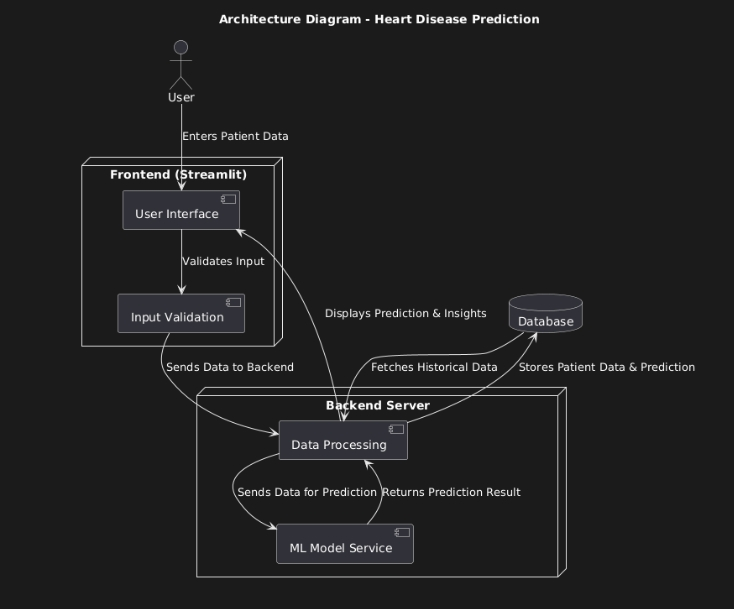 Architecture Diagram - Heart Disease Prediction
User
Enters Patient Data
Frontend (Streamlit)
User Interface
Validates Input
Input Validation
Displays Prediction & Insights
Database
Sends Data to Backend
Fetches Historical Data
Stores Patient Data & Prediction
Backend Server
Data Processing
Sends Data for Prediction
Returns Prediction Result
ML Model Service